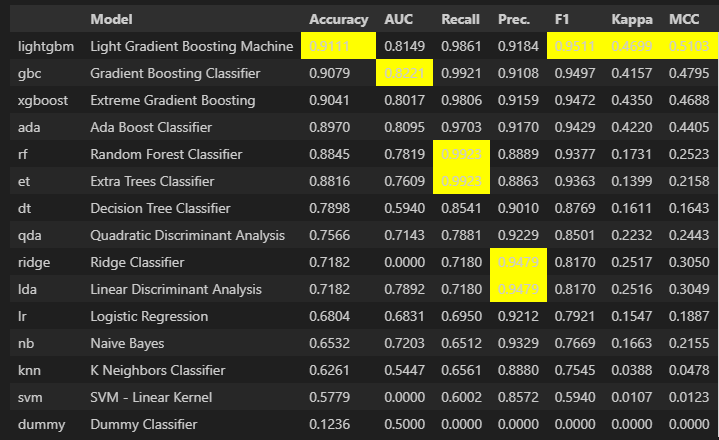 Model Accuracy AUC Recall Prec. F1 Kappa MCC
lightgbm Light Gradient Boosting Machine 0.9111 0.8149 0.9861 0.9184 0.9511 0.4699 0.5103
gbc Gradient Boosting Classifier 0.9079 0.8221 0.9921 0.9108 0.9497 0.4157 0.4795
xgboost Extreme Gradient Boosting 0.9041 0.8017 0.9806 0.9159 0.9472 0.4350 0.4688
ada Ada Boost Classifier 0.8970 0.8095 0.9703 0.9170 0.9429 0.4220 0.4405
rf Random Forest Classifier 0.8845 0.7819 0.9923 0.8889 0.9377 0.1731 0.2523
et Extra Trees Classifier 0.8816 0.7609 0.9923 0.8863 0.9363 0.1399 0.2158
dt Decision Tree Classifier 0.7898 0.5940 0.8541 0.9010 0.8769 0.1611 0.1643
qda Quadratic Discriminant Analysis 0.7566 0.7143 0.7881 0.9229 0.8501 0.2232 0.2443
ridge Ridge Classifier 0.7182 0.0000 0.7180 0.9479 0.8170 0.2517 0.3050
lda Linear Discriminant Analysis 0.7182 0.7892 0.7180 0.9479 0.8170 0.2516 0.3049
lr Logistic Regression 0.6804 0.6831 0.6950 0.9212 0.7921 0.1547 0.1887
nb Naive Bayes 0.6532 0.7203 0.6512 0.9329 0.7669 0.1663 0.2155
knn K Neighbors Classifier 0.6261 0.5447 0.6561 0.8880 0.7545 0.0388 0.0478
svm SVM - Linear Kernel 0.5779 0.0000 0.6002 0.8572 0.5940 0.0107 0.0123
dummy Dummy Classifier 0.1236 0.5000 0.0000 0.0000 0.0000 0.0000 0.0000